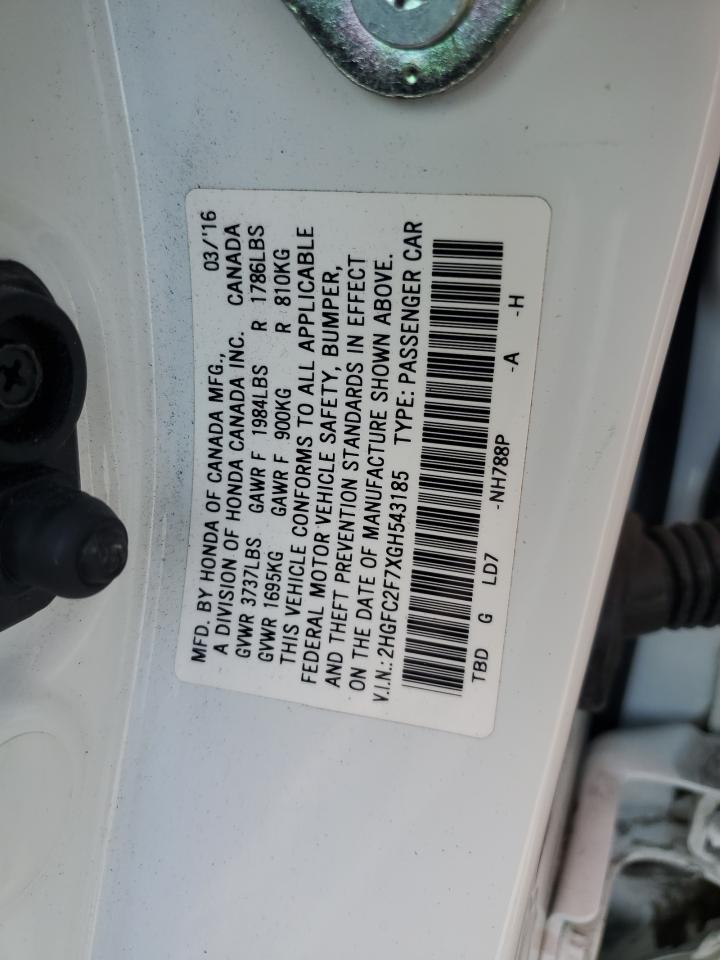 MFD. BY HONDA OF CANADA MFG., 03/'16
A DIVISION OF HONDA CANADA INC. CANADA
GVWR 3737LBS GAWR F 1984LBS R 1786LBS
GVWR 1695KG GAWR F 900KG R 810KG
THIS VEHICLE CONFORMS TO ALL APPLICABLE
FEDERAL MOTOR VEHICLE SAFETY, BUMPER,
AND THEFT PREVENTION STANDARDS IN EFFECT
ON THE DATE OF MANUFACTURE SHOWN ABOVE.
V.I.N.:2HGFC2F7XGH543185 TYPE: PASSENGER CAR
TBD G LD7 -NH788P -A -H